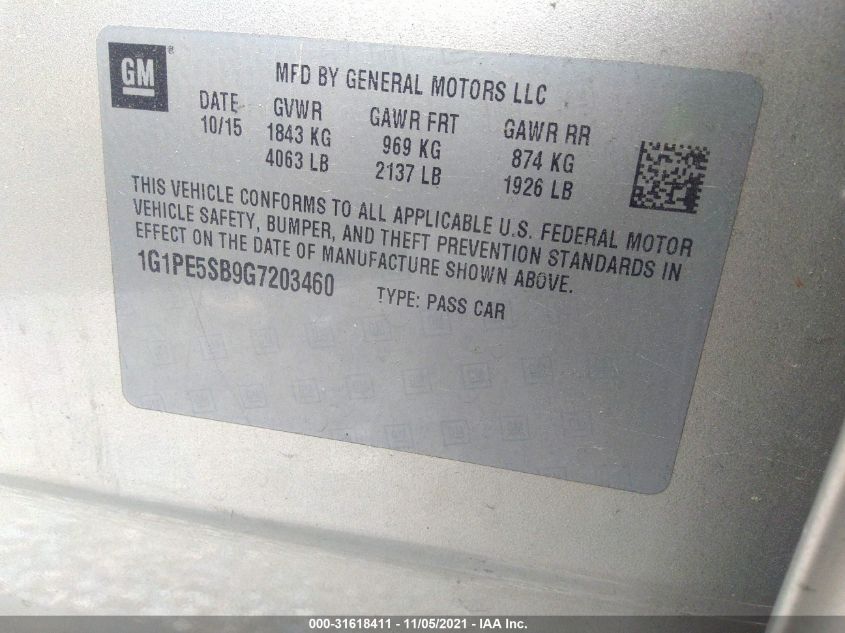 GM®
MFD BY GENERAL MOTORS LLC
DATE GVWR GAWR FRT GAWR RR
10/15 1843 KG 969 KG 874 KG
4063 LB 2137 LB 1926 LB
THIS VEHICLE CONFORMS TO ALL APPLICABLE U.S. FEDERAL MOTOR
VEHICLE SAFETY, BUMPER, AND THEFT PREVENTION STANDARDS IN
EFFECT ON THE DATE OF MANUFACTURE SHOWN ABOVE.
1G1PE5SB9G7203460 TYPE: PASS CAR
000-31618411 - 11/05/2021 - IAA Inc.